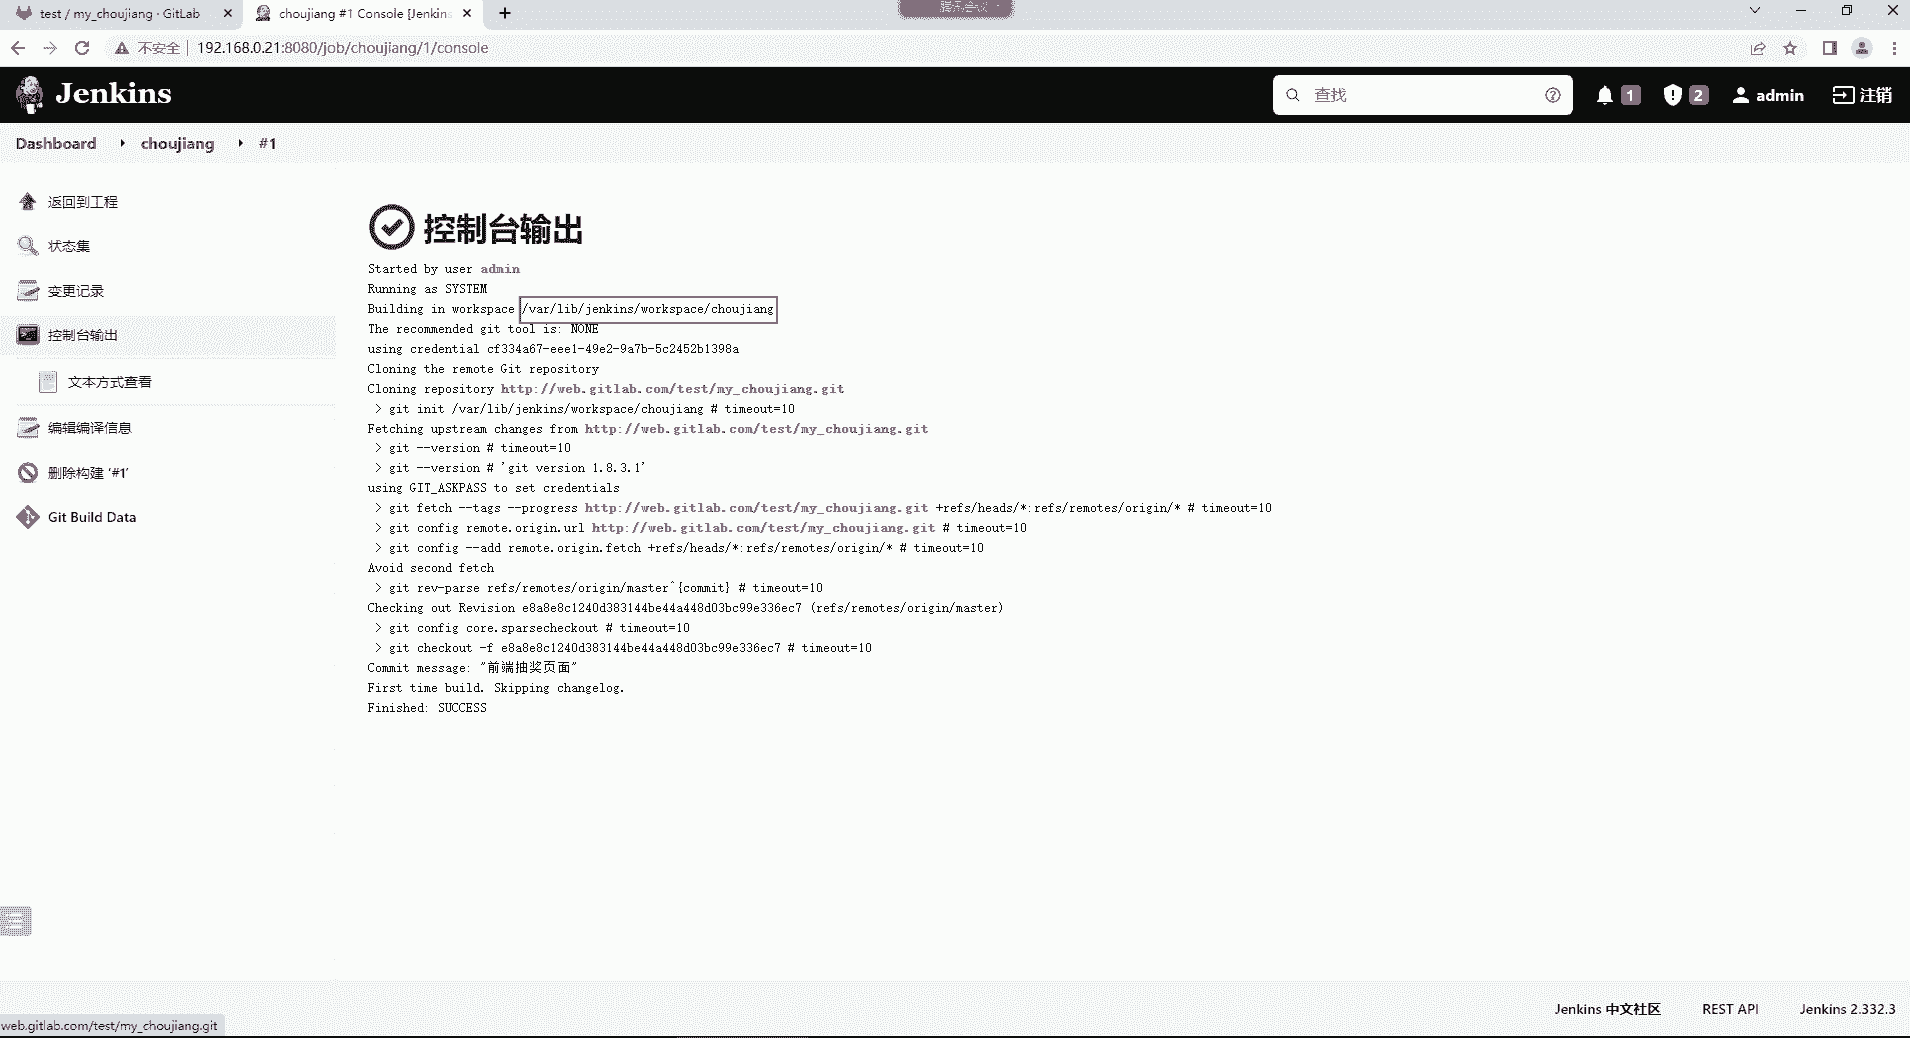 test / my_choujiang · GitLab
choujiang #1 Console [Jenkins
不安全 192.168.0.21:8080/job/choujiang/1/console
Jenkins
查找
1
2
admin
注销
Dashboard
choujiang
#1
返回到工程
状态集
变更记录
控制台输出
文本方式查看
编辑编译信息
删除构建 ‘#1’
Git Build Data
控制台输出
Started by user admin
Running as SYSTEM
Building in workspace /var/lib/jenkins/workspace/choujiang
The recommended git tool is: NONE
using credential cf334a67-eee1-49e2-9a7b-5c2452b1398a
Cloning the remote Git repository
Cloning repository http://web.gitlab.com/test/my_choujiang.git
> git init /var/lib/jenkins/workspace/choujiang # timeout=10
Fetching upstream changes from http://web.gitlab.com/test/my_choujiang.git
> git --version # timeout=10
> git --version # 'git version 1.8.3.1'
using GIT_ASKPASS to set credentials
> git fetch --tags --progress http://web.gitlab.com/test/my_choujiang.git +refs/heads/*:refs/remotes/origin/* # timeout=10
> git config remote.origin.url http://web.gitlab.com/test/my_choujiang.git # timeout=10
> git config --add remote.origin.fetch +refs/heads/*:refs/remotes/origin/* # timeout=10
Avoid second fetch
> git rev-parse refs/remotes/origin/master^{commit} # timeout=10
Checking out Revision e8a8e8c1240d383144be44a448d03bc99e336ec7 (refs/remotes/origin/master)
> git config core.sparsecheckout # timeout=10
> git checkout -f e8a8e8c1240d383144be44a448d03bc99e336ec7 # timeout=10
Commit message: "前端抽奖页面"
First time build. Skipping changelog.
Finished: SUCCESS
Jenkins 中文社区
REST API
Jenkins 2.332.3
web.gitlab.com/test/my_choujiang.git